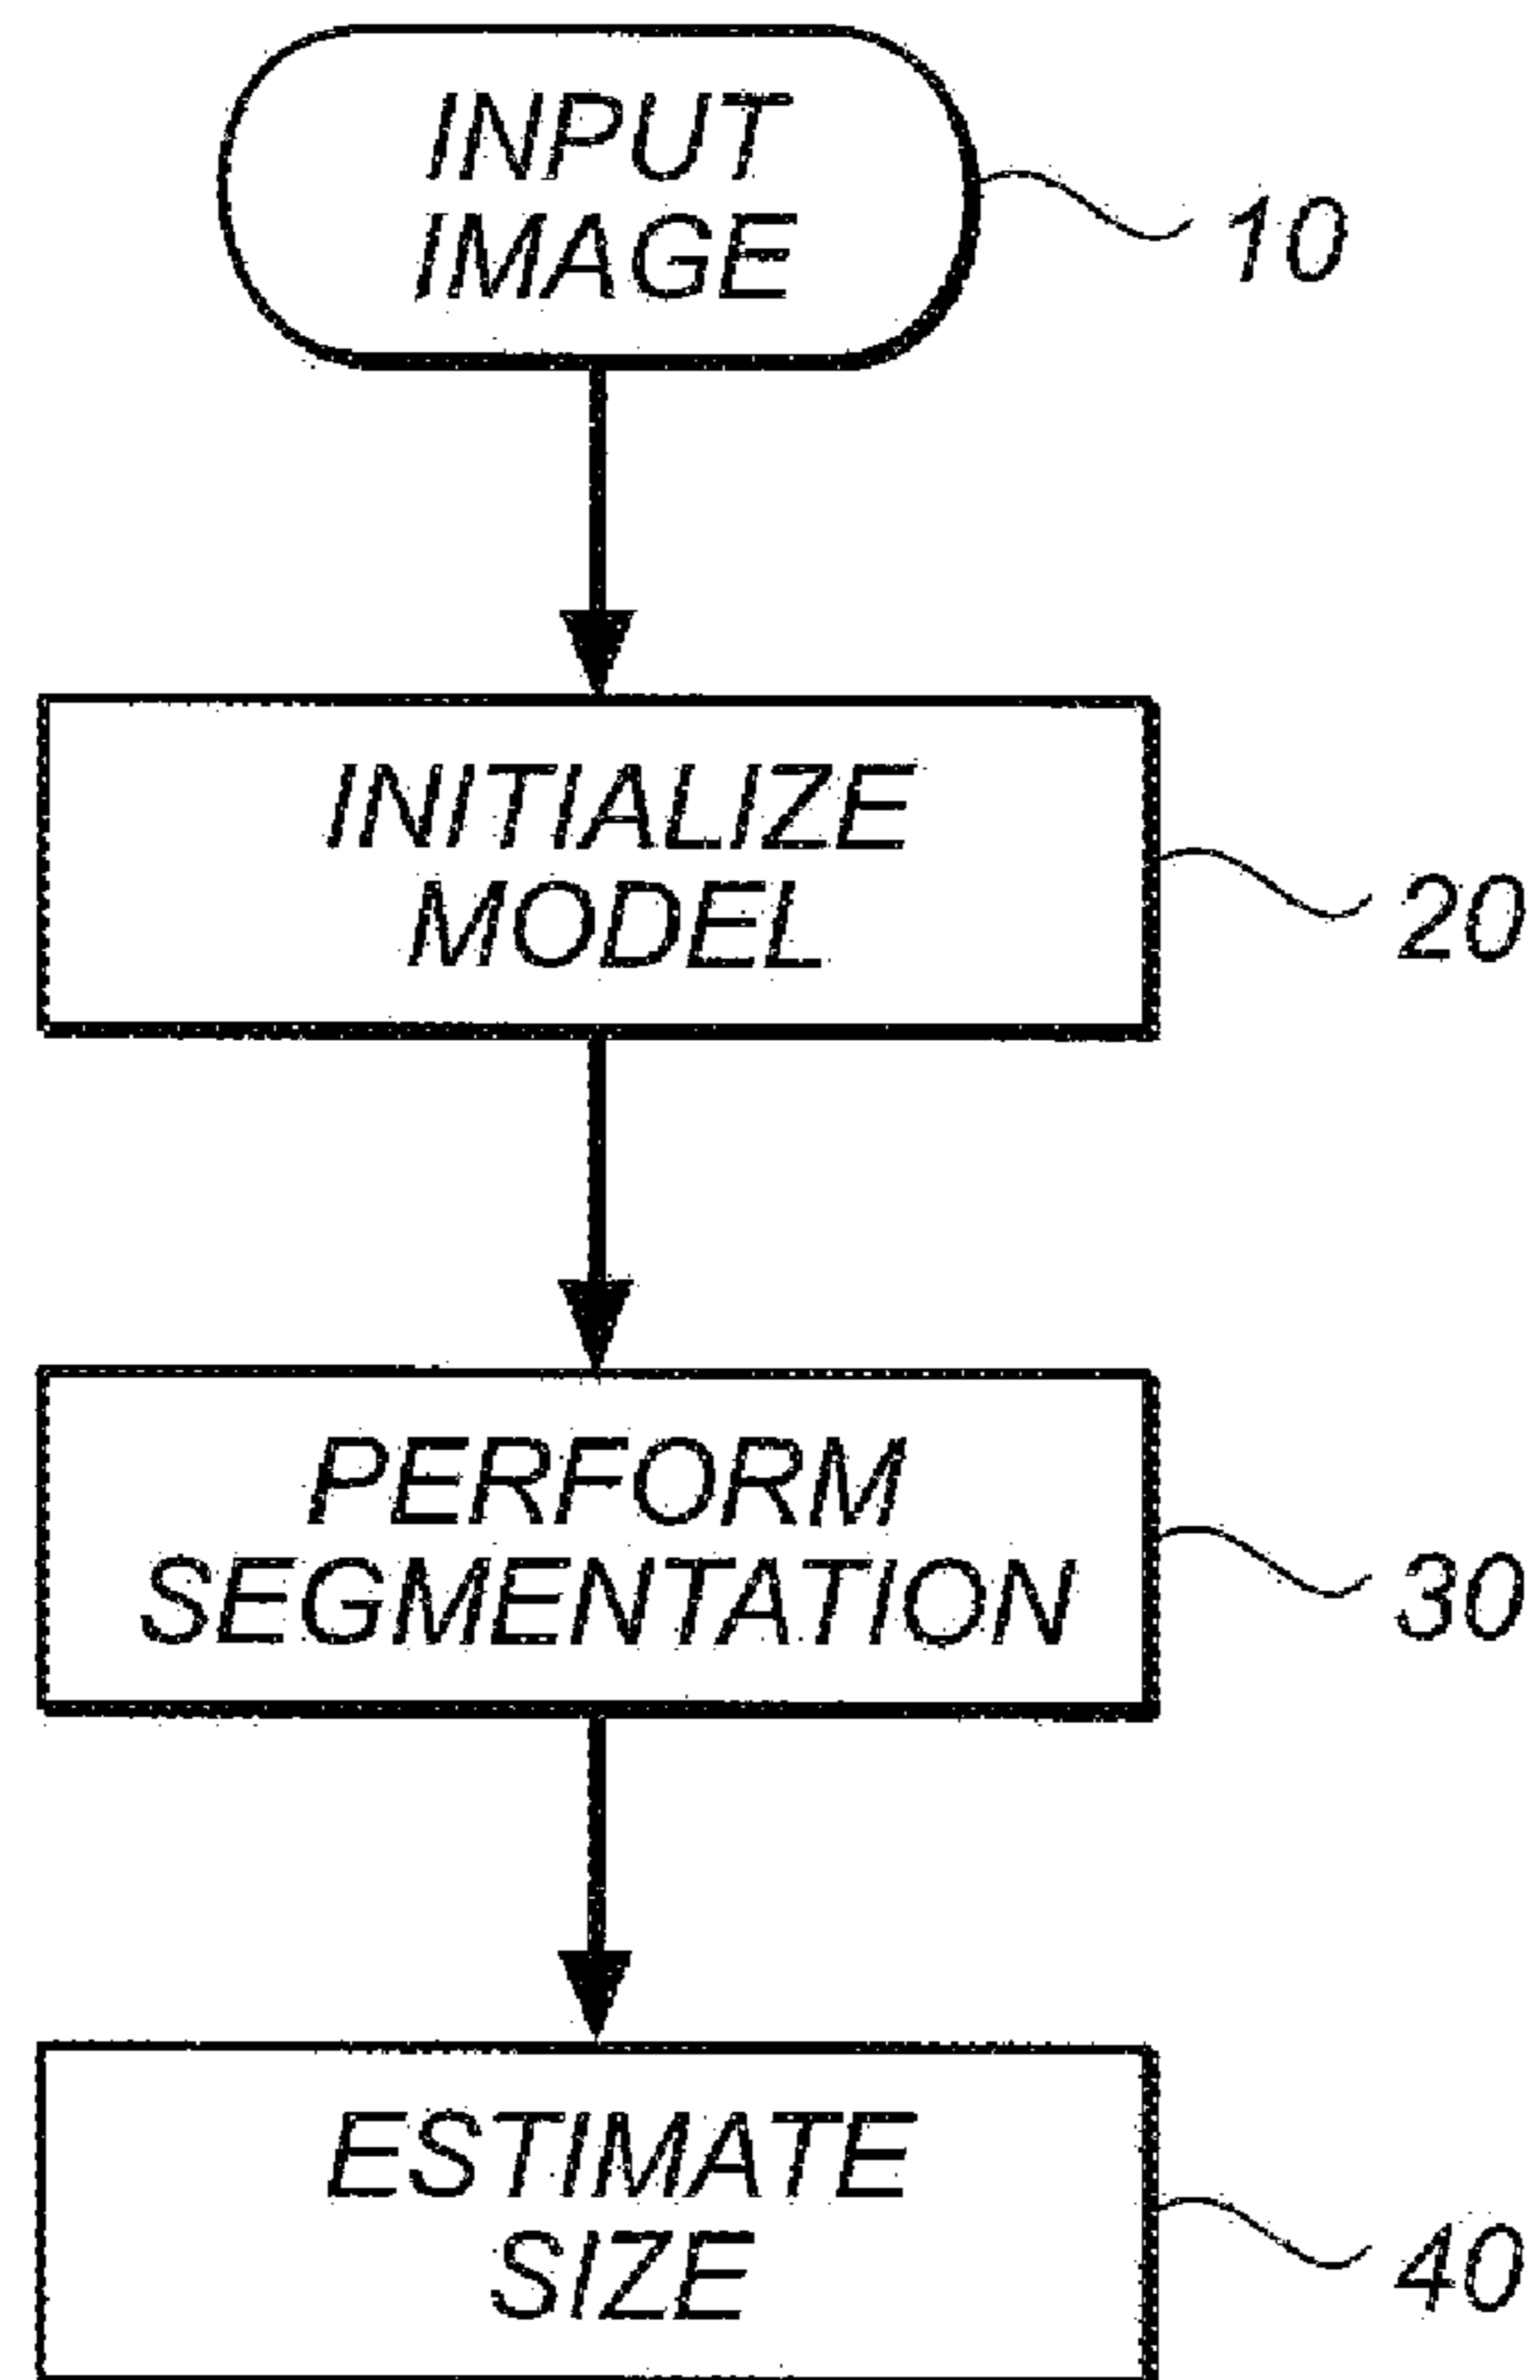 INPUT
IMAGE
10
INITIALIZE
MODEL
20
PERFORM
SEGMENTATION
30
ESTIMATE
SIZE
40